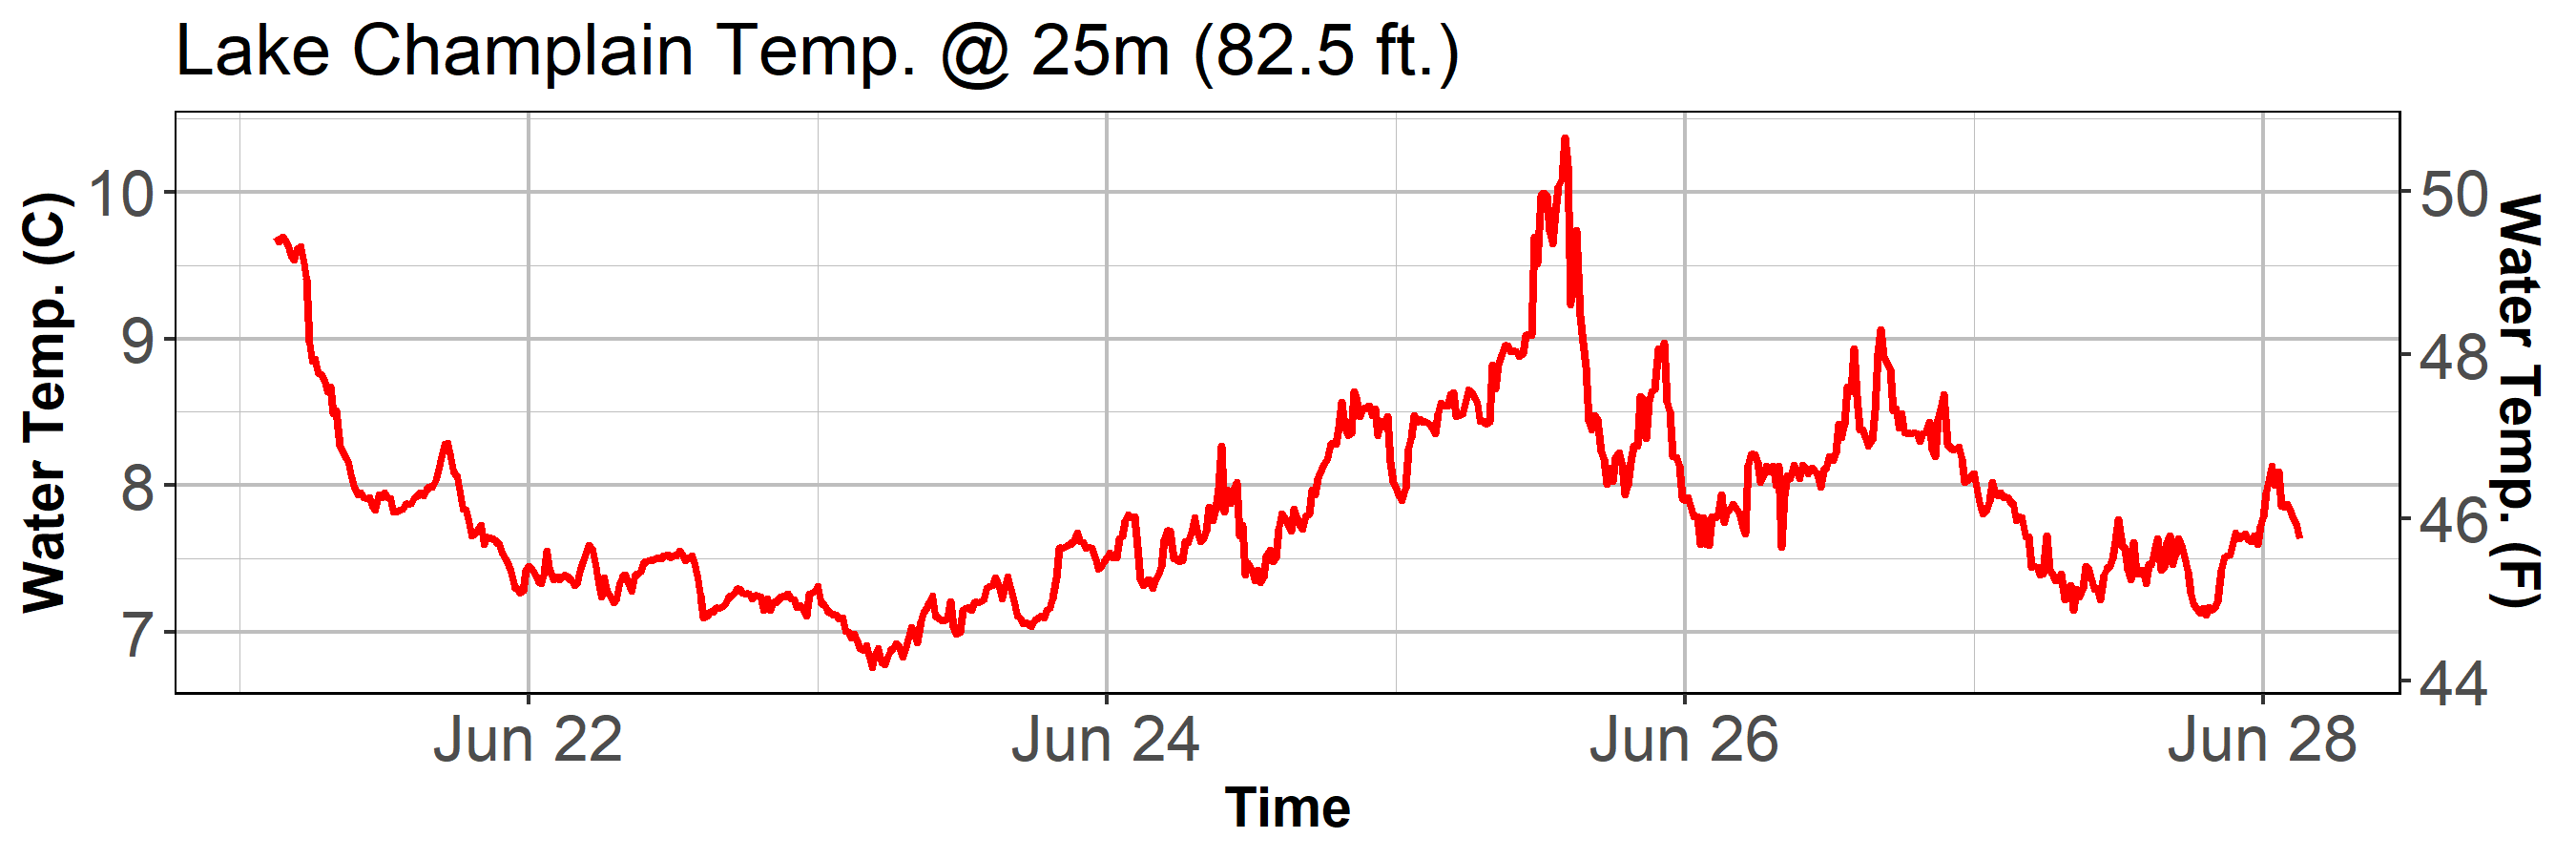 Lake Champlain Temp. @ 25m (82.5 ft.)
Water Temp. (C)
10
9
8
7
50
48
46
44
Water Temp. (F)
Jun 22 Jun 24 Jun 26 Jun 28
Time